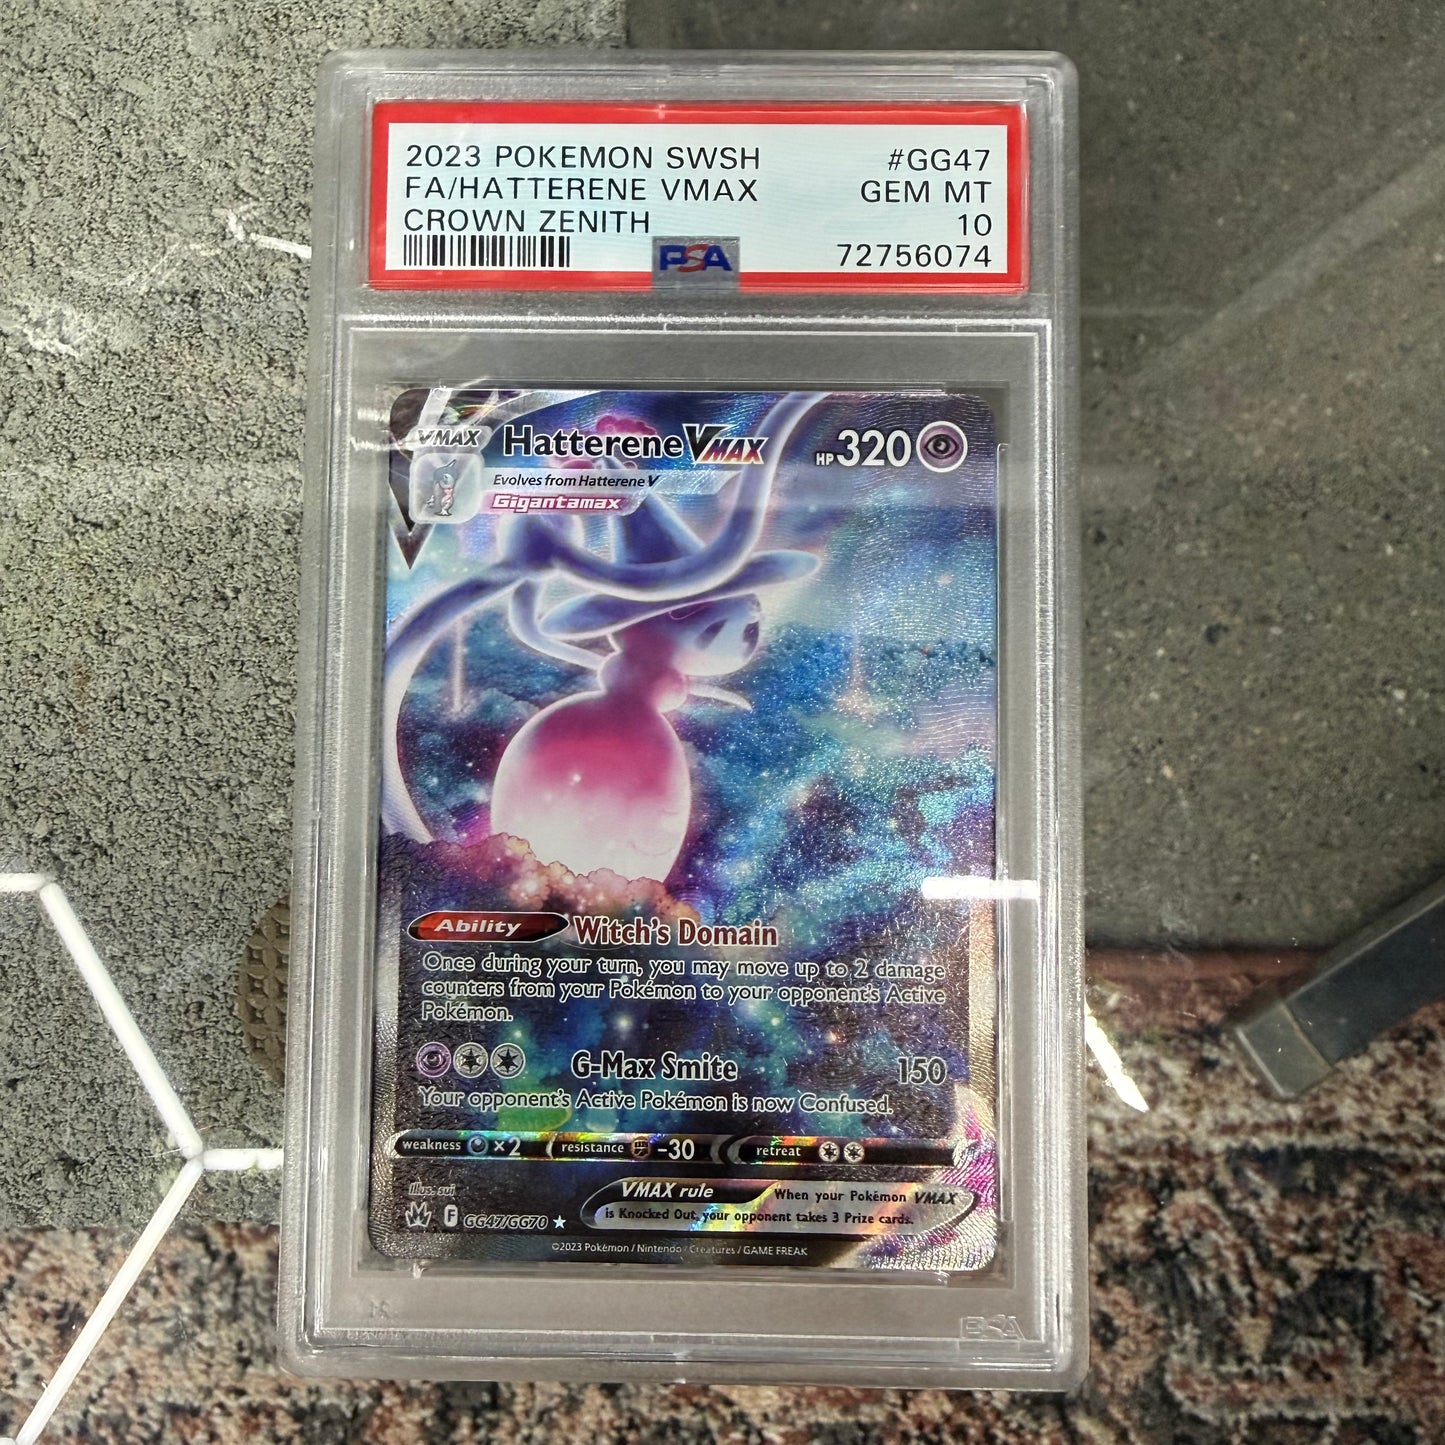 2023 POKEMON SWSH #GG47
FA/HATTERENE VMAX GEM MT
CROWN ZENITH 10
PSA 72756074
VMAX Hatterene VMAX HP 320
Evolves from Hatterene V
Gigantamax
Ability Witch's Domain
Once during your turn, you may move up to 2 damage
counters from your Pokémon to your opponent's Active
Pokémon.
G-Max Smite 150
Your opponent's Active Pokémon is now Confused.
weakness ×2 resistance -30 retreat
Illus. sui
VMAX rule When your Pokémon VMAX
is Knocked Out, your opponent takes 3 Prize cards.
F GG47/GG70
©2023 Pokémon / Nintendo / Creatures / GAME FREAK
PSA